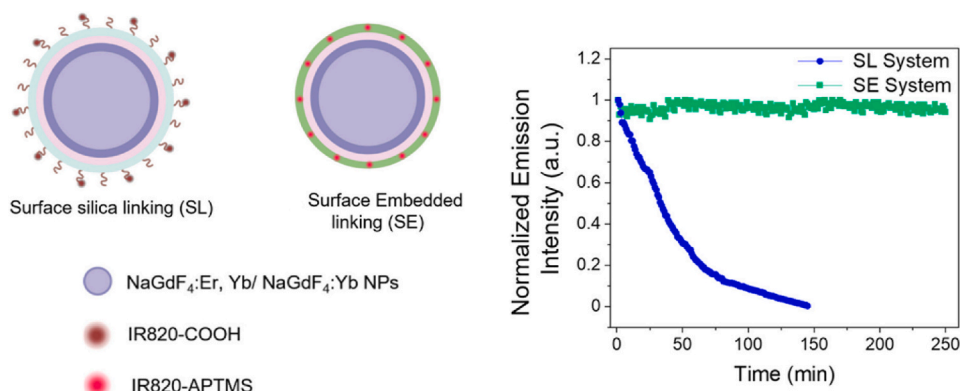 Surface silica linking (SL)
Surface Embedded
linking (SE)
NaGdF₄:Er, Yb/ NaGdF₄:Yb NPs
IR820-COOH
IR820-APTMS
SL System
SE System
Normalized Emission
Intensity (a.u.)
1.2
1
0.8
0.6
0.4
0.2
0
0
50
100
150
200
250
Time (min)